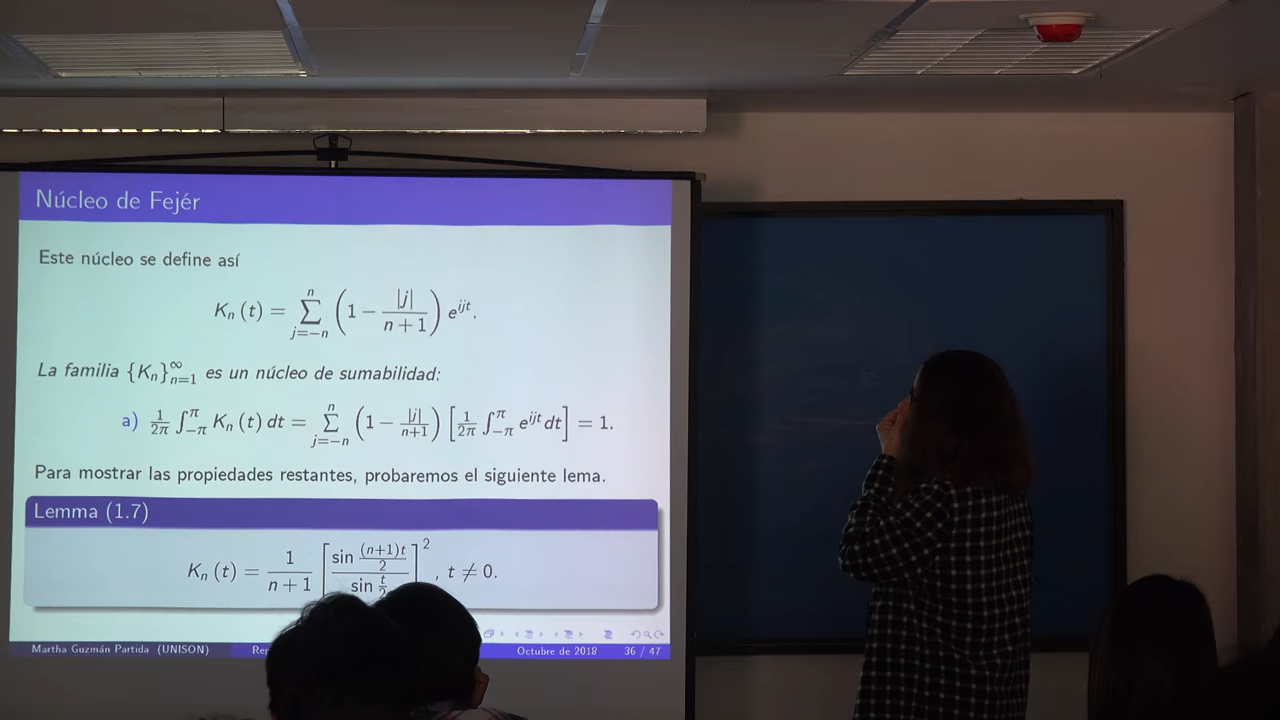 Núcleo de Fejér
Este núcleo se define así
K_n (t) = \sum_{j=-n}^{n} \left( 1 - \frac{|j|}{n+1} \right) e^{ijt}.
La familia \{K_n\}_{n=1}^{\infty} es un núcleo de sumabilidad:
a) \frac{1}{2\pi} \int_{-\pi}^{\pi} K_n (t) dt = \sum_{j=-n}^{n} \left( 1 - \frac{|j|}{n+1} \right) \left[ \frac{1}{2\pi} \int_{-\pi}^{\pi} e^{ijt} dt \right] = 1.
Para mostrar las propiedades restantes, probaremos el siguiente lema.
Lemma (1.7)
K_n (t) = \frac{1}{n+1} \left[ \frac{\sin \frac{(n+1)t}{2}}{\sin \frac{t}{2}} \right]^2, t \neq 0.
Martha Guzmán Partida (UNISON) Octubre de 2018 36 / 47